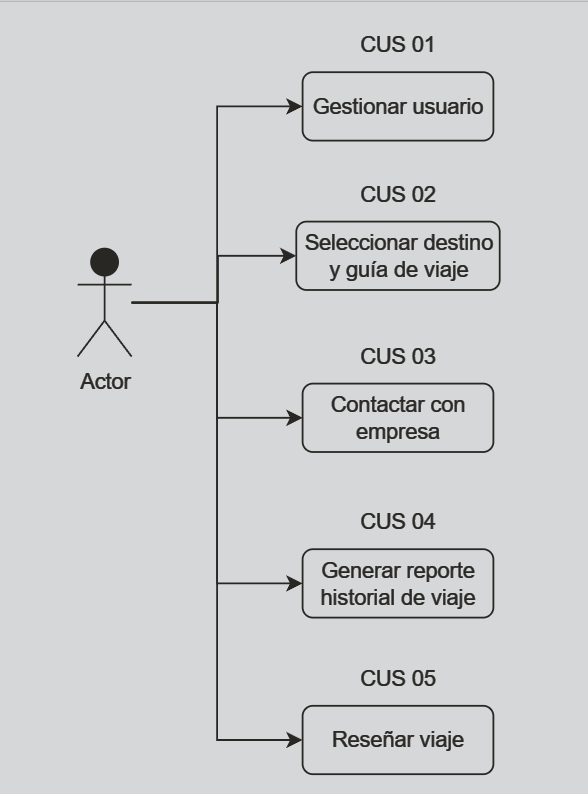 CUS 01
Gestionar usuario
CUS 02
Seleccionar destino
y guía de viaje
Actor
CUS 03
Contactar con
empresa
CUS 04
Generar reporte
historial de viaje
CUS 05
Reseñar viaje